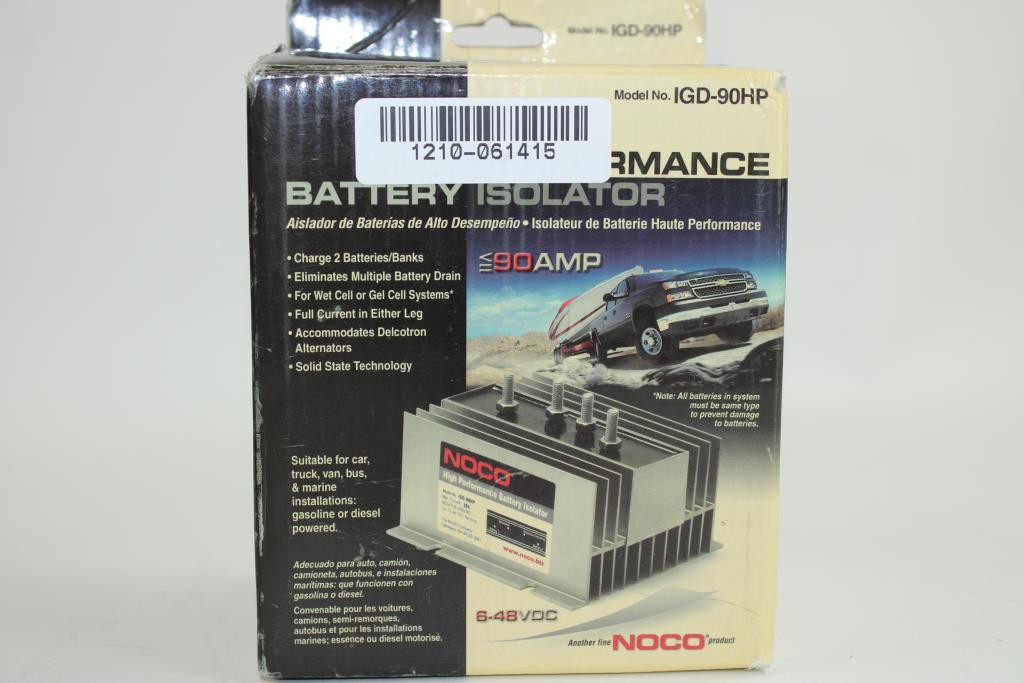 Model No. IGD-90HP
Model No. IGD-90HP
1210-061415
RMANCE
BATTERY ISOLATOR
Aislador de Baterías de Alto Desempeño • Isolateur de Batterie Haute Performance
• Charge 2 Batteries/Banks
• Eliminates Multiple Battery Drain
• For Wet Cell or Gel Cell Systems*
• Full Current in Either Leg
• Accommodates Delcotron
Alternators
• Solid State Technology
90AMP
*Note: All batteries in system
must be same type
to prevent damage
to batteries.
Suitable for car,
truck, van, bus,
& marine
installations:
gasoline or diesel
powered.
NOCO
High Performance Battery Isolator
www.noco.biz
Adecuado para auto, camión,
camioneta, autobus, e instalaciones
marítimas: que funcionen con
gasolina o diesel.
Convenable pour les voitures,
camions, semi-remorques,
autobus et pour les installations
marines; essence ou diesel motorisé.
6-48VDC
Another fine NOCO® product